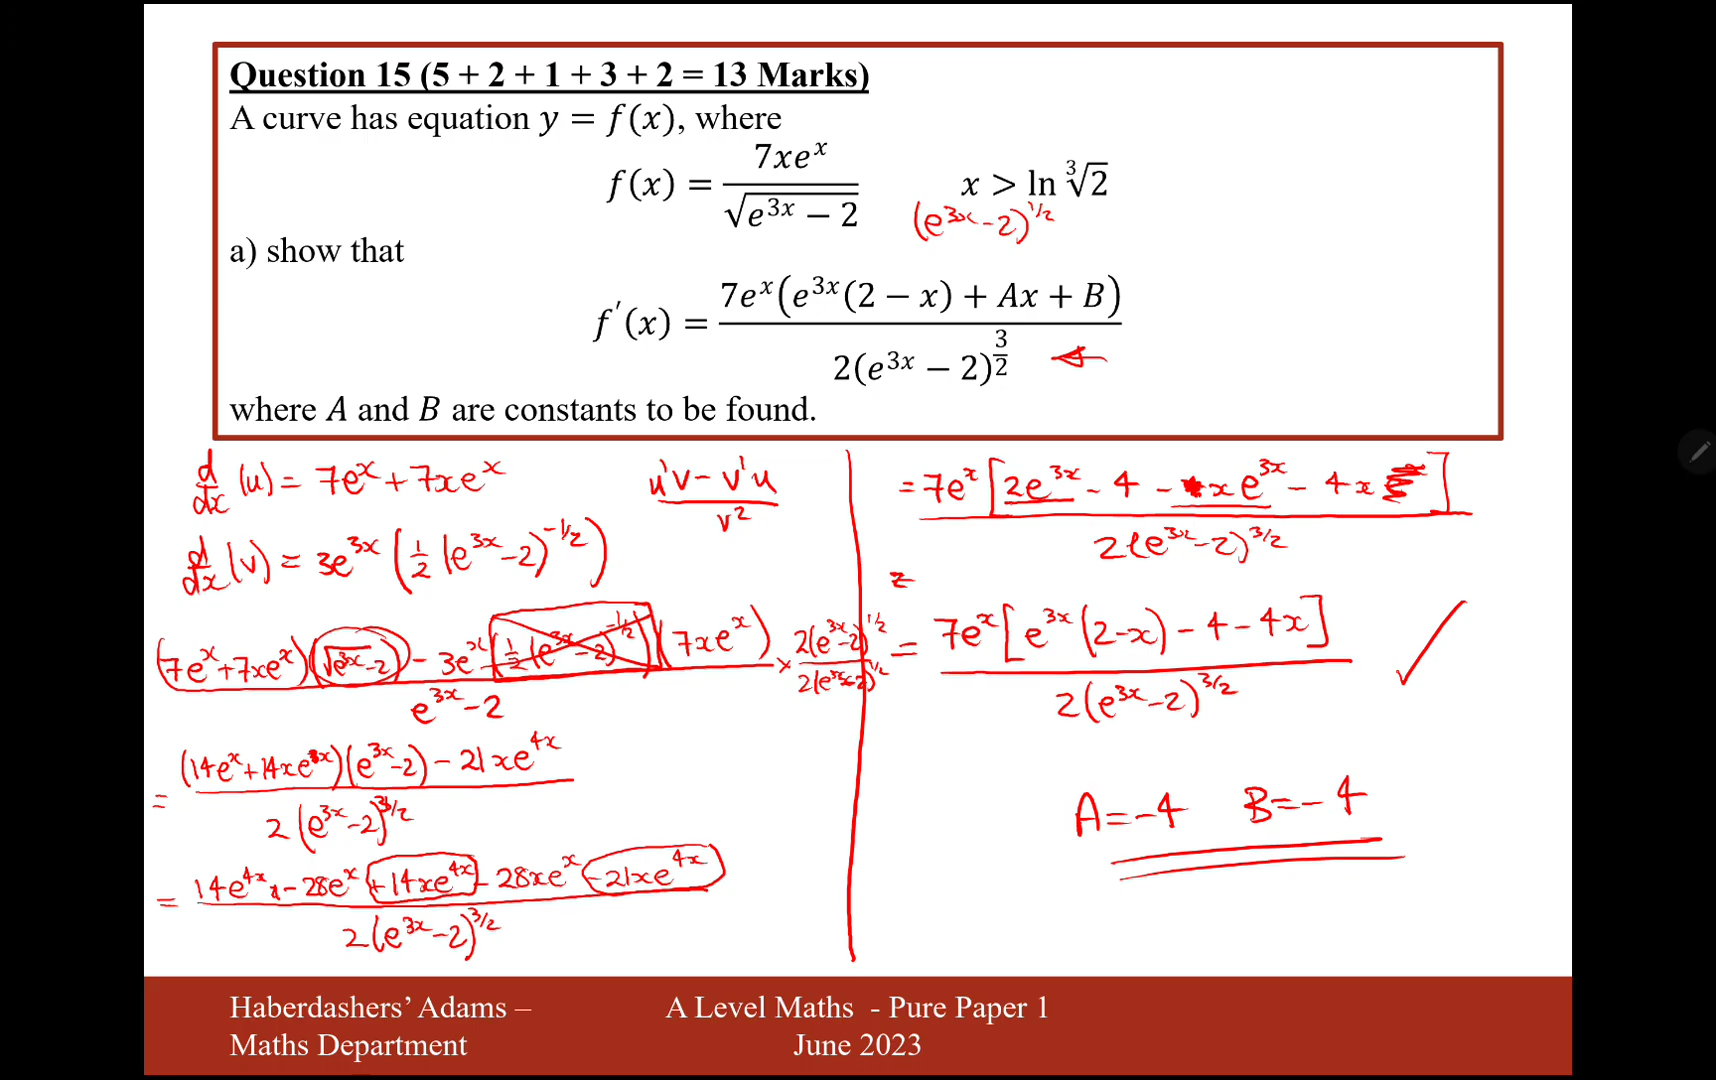 Question 15 (5 + 2 + 1 + 3 + 2 = 13 Marks)
A curve has equation y = f(x), where
f(x) = 7xe^x / √(e^{3x} − 2)    x > ln ∛2
(e^{3x} - 2)^{1/2}
a) show that
f′(x) = 7e^x(e^{3x}(2 − x) + Ax + B) / 2(e^{3x} − 2)^{3/2}
where A and B are constants to be found.
d/dx (u) = 7e^x + 7xe^x
u'v - v'u / v^2
d/dx (v) = 3e^{3x} (1/2 (e^{3x} - 2)^{-1/2})
(7e^x + 7xe^x)(√(e^{3x} - 2)) - 3e^{3x} (1/2 (e^{3x} - 2)^{-1/2})(7xe^x) / e^{3x} - 2 × 2(e^{3x} - 2)^{1/2} / 2(e^{3x} - 2)^{1/2}
= (14e^x + 14xe^x)(e^{3x} - 2) - 21xe^{4x} / 2(e^{3x} - 2)^{3/2}
= 14e^{4x} - 28e^x + 14xe^{4x} - 28xe^x - 21xe^{4x} / 2(e^{3x} - 2)^{3/2}
= 7e^x [2e^{3x} - 4 - xe^{3x} - 4x] / 2(e^{3x} - 2)^{3/2}
=
= 7e^x [e^{3x} (2 - x) - 4 - 4x] / 2(e^{3x} - 2)^{3/2} ✓
A = -4    B = -4
Haberdashers' Adams –
Maths Department
A Level Maths - Pure Paper 1
June 2023